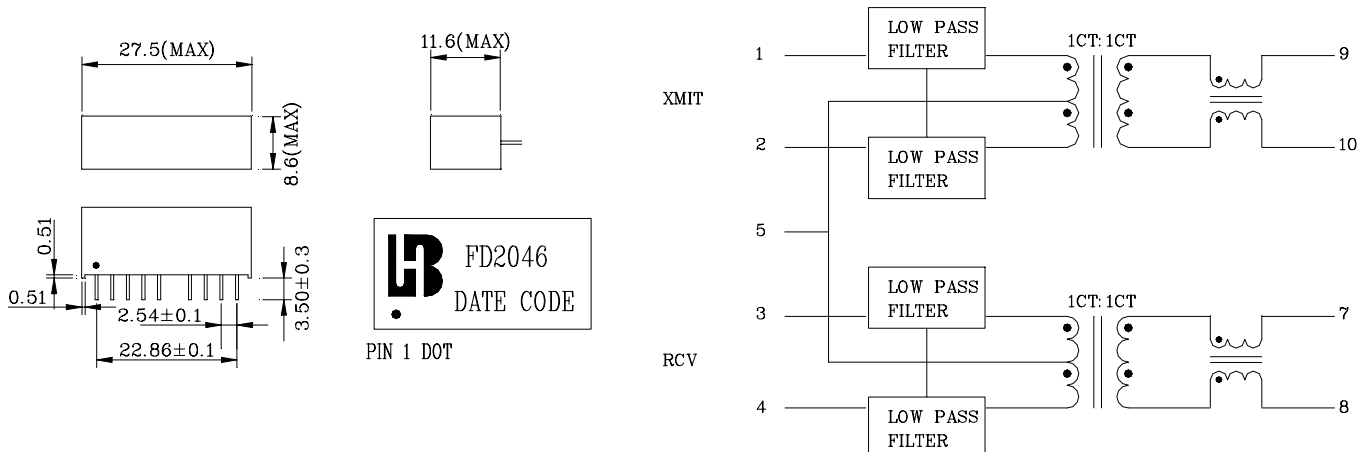 27.5(MAX)
8.6(MAX)
11.6(MAX)
0.51
0.51
2.54±0.1
22.86±0.1
3.50±0.3
HB
FD2046
DATE CODE
PIN 1 DOT
XMIT
1
LOW PASS
FILTER
1CT:1CT
9
2
LOW PASS
FILTER
10
5
RCV
3
LOW PASS
FILTER
1CT:1CT
7
4
LOW PASS
FILTER
8